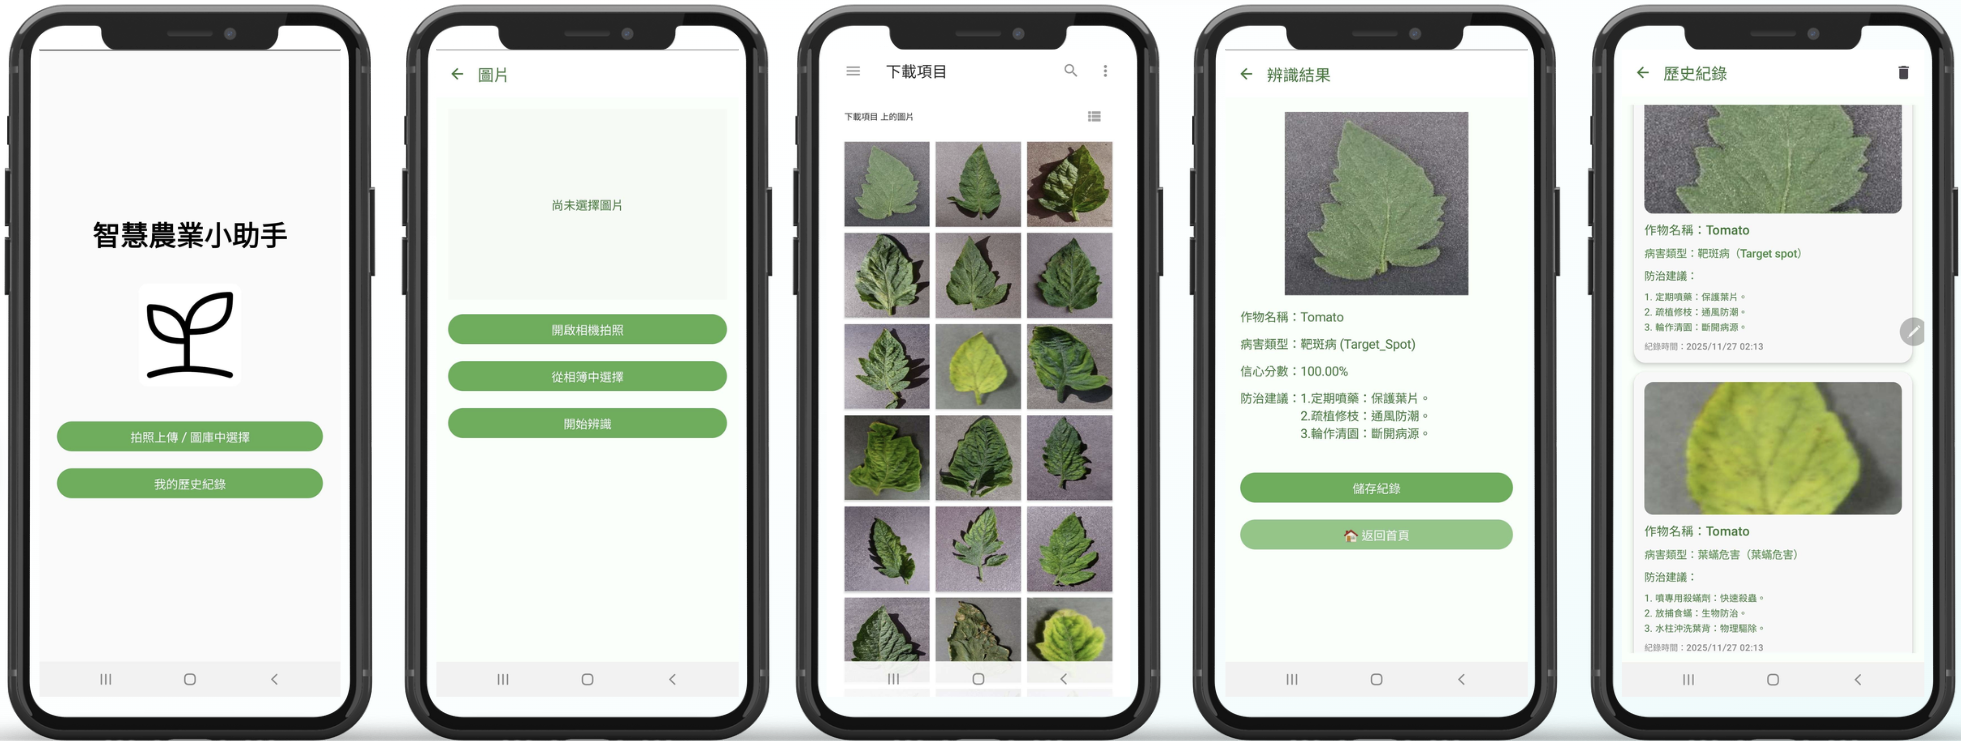 智慧農業小助手
拍照上傳 / 圖庫中選擇
我的歷史紀錄
圖片
尚未選擇圖片
開啟相機拍照
從相簿中選擇
開始辨識
下載項目
下載項目 上的圖片
辨識結果
作物名稱：Tomato
病害類型：靶斑病 (Target_Spot)
信心分數：100.00%
防治建議：1.定期噴藥：保護葉片。
2.疏植修枝：通風防潮。
3.輪作清園：斷開病源。
儲存紀錄
返回首頁
歷史紀錄
作物名稱：Tomato
病害類型：靶斑病（Target spot）
防治建議：
1. 定期噴藥：保護葉片。
2. 疏植修枝：通風防潮。
3. 輪作清園：斷開病源。
紀錄時間：2025/11/27 02:13
作物名稱：Tomato
病害類型：葉蟎危害（葉蟎危害）
防治建議：
1. 噴專用殺蟎劑：快速殺蟲。
2. 放捕食蟎：生物防治。
3. 水柱沖洗葉背：物理驅除。
紀錄時間：2025/11/27 02:13